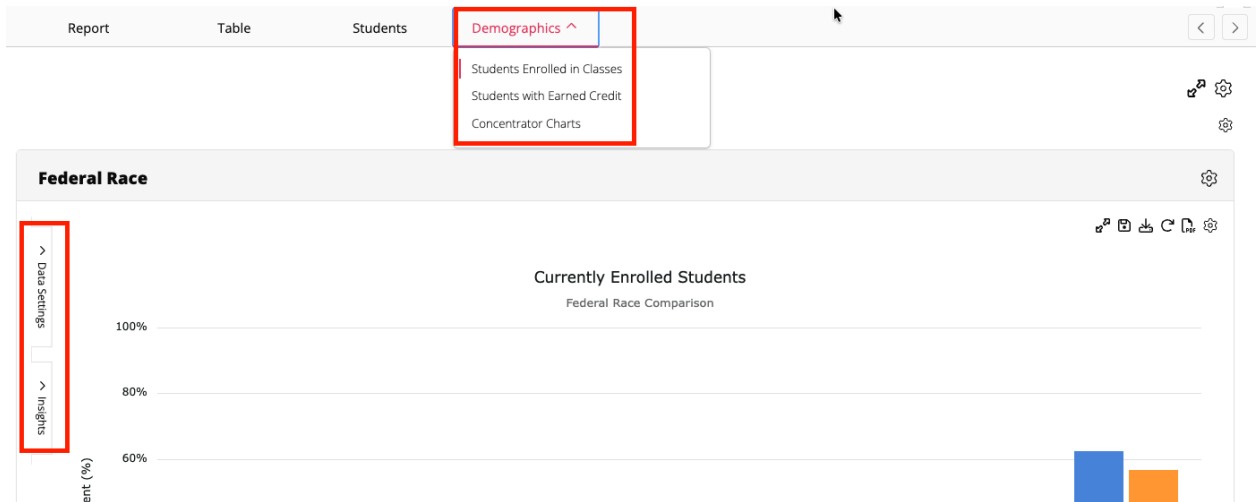 Report Table Students Demographics
Students Enrolled in Classes
Students with Earned Credit
Concentrator Charts
Federal Race
PDF
Data Settings
Insights
Currently Enrolled Students
Federal Race Comparison
100%
80%
60%
(%)